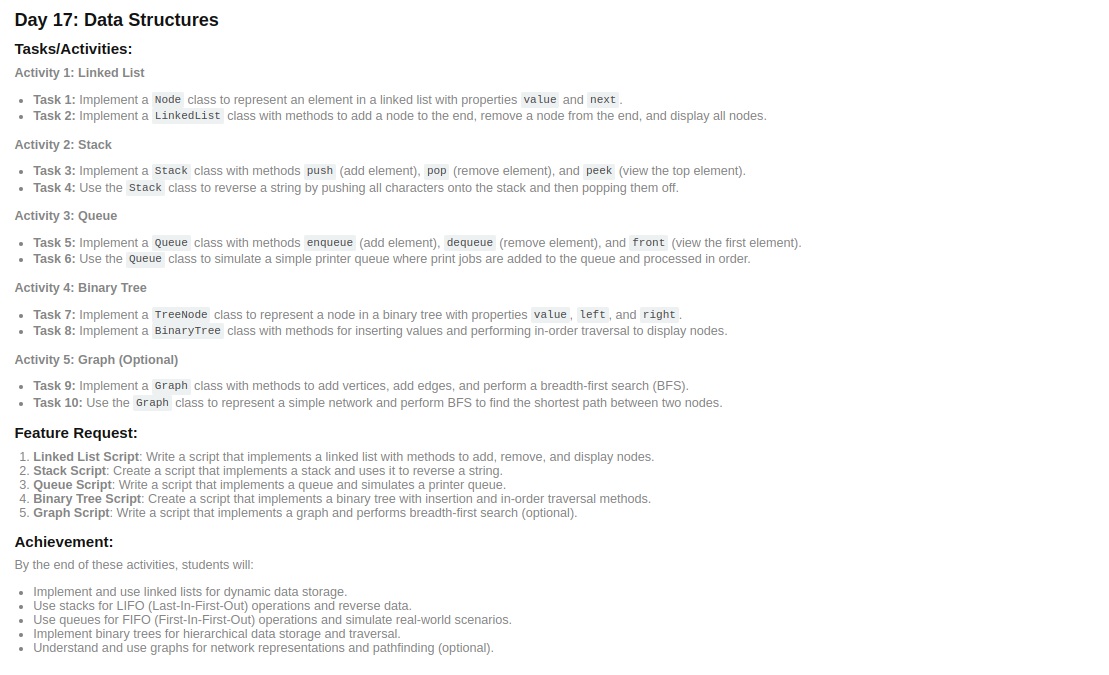 Day 17: Data Structures
Tasks/Activities:
Activity 1: Linked List
• Task 1: Implement a Node class to represent an element in a linked list with properties value and next.
• Task 2: Implement a LinkedList class with methods to add a node to the end, remove a node from the end, and display all nodes.
Activity 2: Stack
• Task 3: Implement a Stack class with methods push (add element), pop (remove element), and peek (view the top element).
• Task 4: Use the Stack class to reverse a string by pushing all characters onto the stack and then popping them off.
Activity 3: Queue
• Task 5: Implement a Queue class with methods enqueue (add element), dequeue (remove element), and front (view the first element).
• Task 6: Use the Queue class to simulate a simple printer queue where print jobs are added to the queue and processed in order.
Activity 4: Binary Tree
• Task 7: Implement a TreeNode class to represent a node in a binary tree with properties value, left, and right.
• Task 8: Implement a BinaryTree class with methods for inserting values and performing in-order traversal to display nodes.
Activity 5: Graph (Optional)
• Task 9: Implement a Graph class with methods to add vertices, add edges, and perform a breadth-first search (BFS).
• Task 10: Use the Graph class to represent a simple network and perform BFS to find the shortest path between two nodes.
Feature Request:
1. Linked List Script: Write a script that implements a linked list with methods to add, remove, and display nodes.
2. Stack Script: Create a script that implements a stack and uses it to reverse a string.
3. Queue Script: Write a script that implements a queue and simulates a printer queue.
4. Binary Tree Script: Create a script that implements a binary tree with insertion and in-order traversal methods.
5. Graph Script: Write a script that implements a graph and performs breadth-first search (optional).
Achievement:
By the end of these activities, students will:
• Implement and use linked lists for dynamic data storage.
• Use stacks for LIFO (Last-In-First-Out) operations and reverse data.
• Use queues for FIFO (First-In-First-Out) operations and simulate real-world scenarios.
• Implement binary trees for hierarchical data storage and traversal.
• Understand and use graphs for network representations and pathfinding (optional).